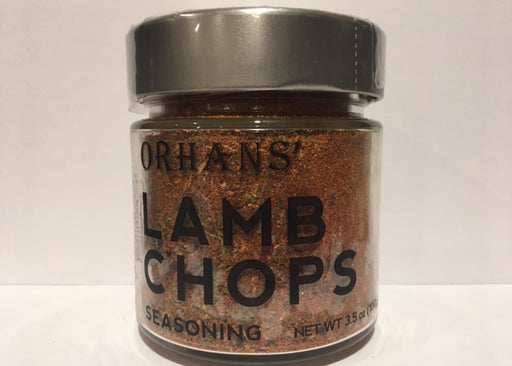 ORHANS'
LAMB
CHOPS
SEASONING
NET WT 3.5 oz